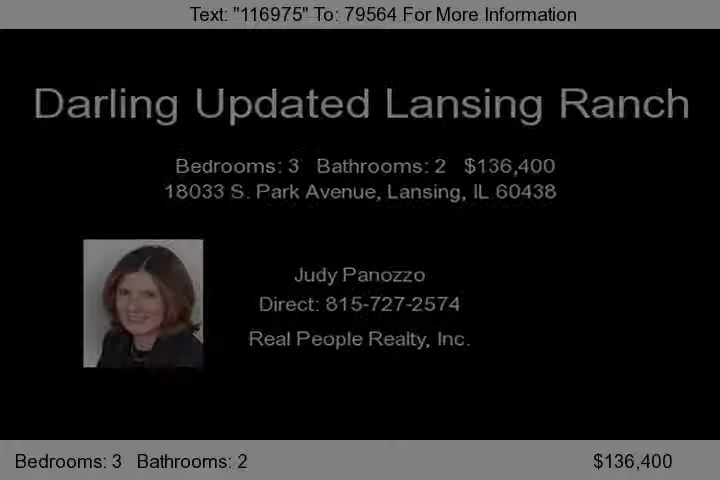 Text: "116975" To: 79564 For More Information
Darling Updated Lansing Ranch
Bedrooms: 3 Bathrooms: 2 $136,400
18033 S. Park Avenue, Lansing, IL 60438
Judy Panozzo
Direct: 815-727-2574
Real People Realty, Inc.
Bedrooms: 3 Bathrooms: 2 $136,400